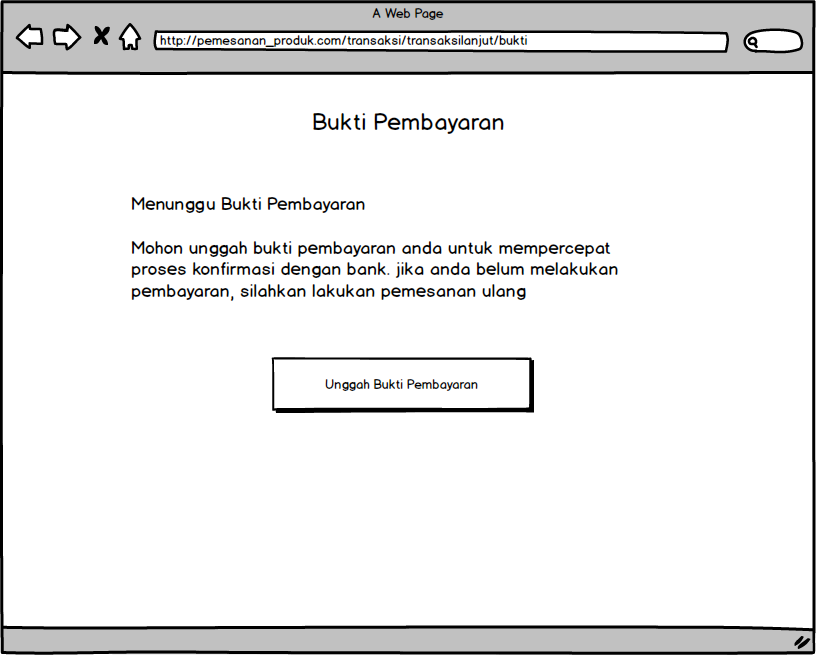 A Web Page
http://pemesanan_produk.com/transaksi/transaksilanjut/bukti
Bukti Pembayaran
Menunggu Bukti Pembayaran
Mohon unggah bukti pembayaran anda untuk mempercepat
proses konfirmasi dengan bank. jika anda belum melakukan
pembayaran, silahkan lakukan pemesanan ulang
Unggah Bukti Pembayaran